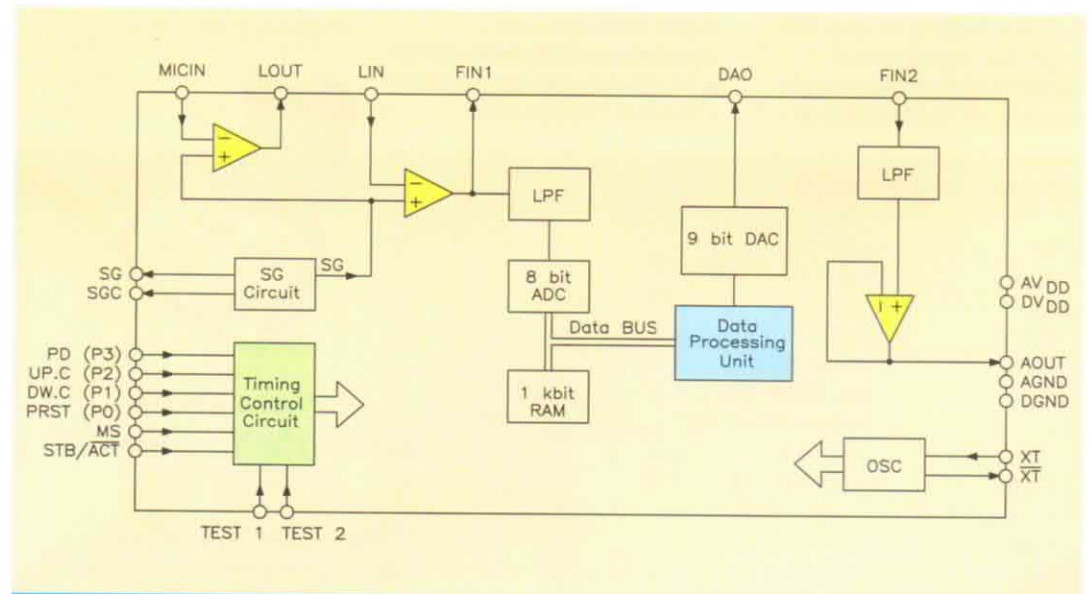 MICIN LOUT LIN FIN1 DAO FIN2
LPF
LPF
9 bit DAC
SG
SGC
SG
Circuit
SG
8 bit
ADC
AV DD
DV DD
Data BUS
Data
Processing
Unit
PD (P3)
UP.C (P2)
DW.C (P1)
PRST (P0)
MS
STB/A̅C̅T̅
Timing
Control
Circuit
1 kbit
RAM
AOUT
AGND
DGND
OSC
XT
X̅T̅
TEST 1 TEST 2
− + − + − +